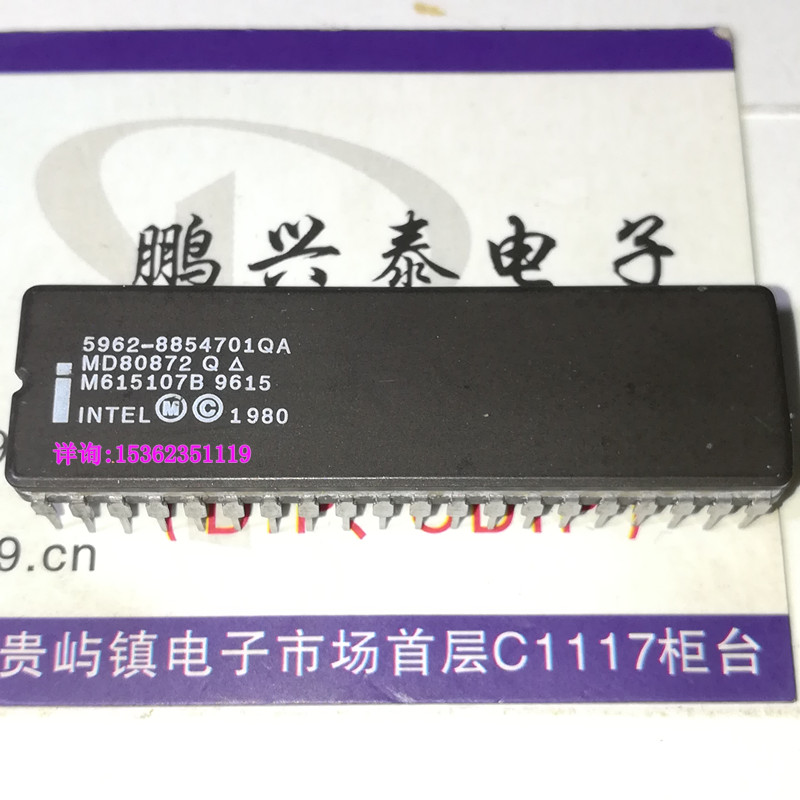 鹏兴泰电子
5962-8854701QA
MD80872 Q △
M615107B 9615
i
INTEL Ⓜ © 1980
详询:15362351119
9.cn
贵屿镇电子市场首层C1117柜台